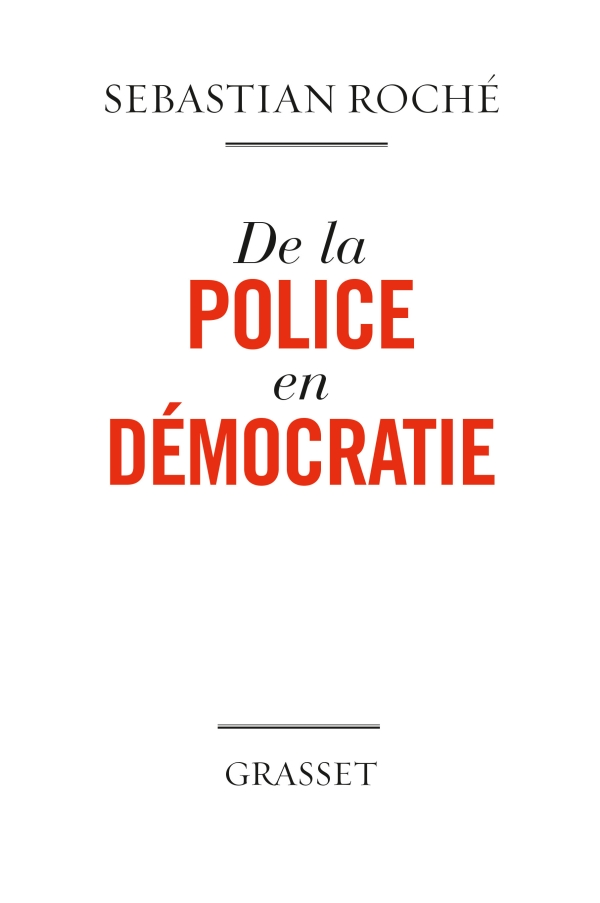 SEBASTIAN ROCHÉ
De la
POLICE
en
DÉMOCRATIE
GRASSET